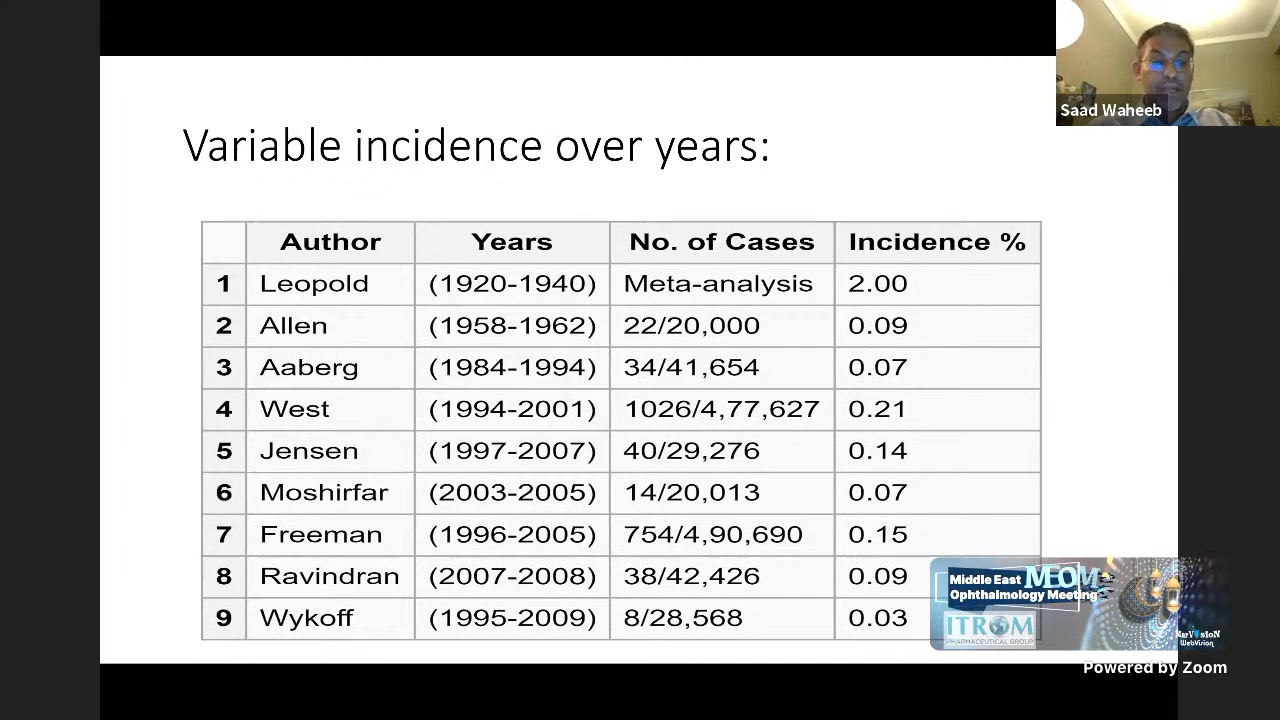 Saad Waheeb
Variable incidence over years:
Author Years No. of Cases Incidence %
1 Leopold (1920-1940) Meta-analysis 2.00
2 Allen (1958-1962) 22/20,000 0.09
3 Aaberg (1984-1994) 34/41,654 0.07
4 West (1994-2001) 1026/4,77,627 0.21
5 Jensen (1997-2007) 40/29,276 0.14
6 Moshirfar (2003-2005) 14/20,013 0.07
7 Freeman (1996-2005) 754/4,90,690 0.15
8 Ravindran (2007-2008) 38/42,426 0.09
9 Wykoff (1995-2009) 8/28,568 0.03
Middle East MEOM
Ophthalmology Meeting
ITROM
PHARMACEUTICAL GROUP
MarVisioN
WebVision
Powered by Zoom